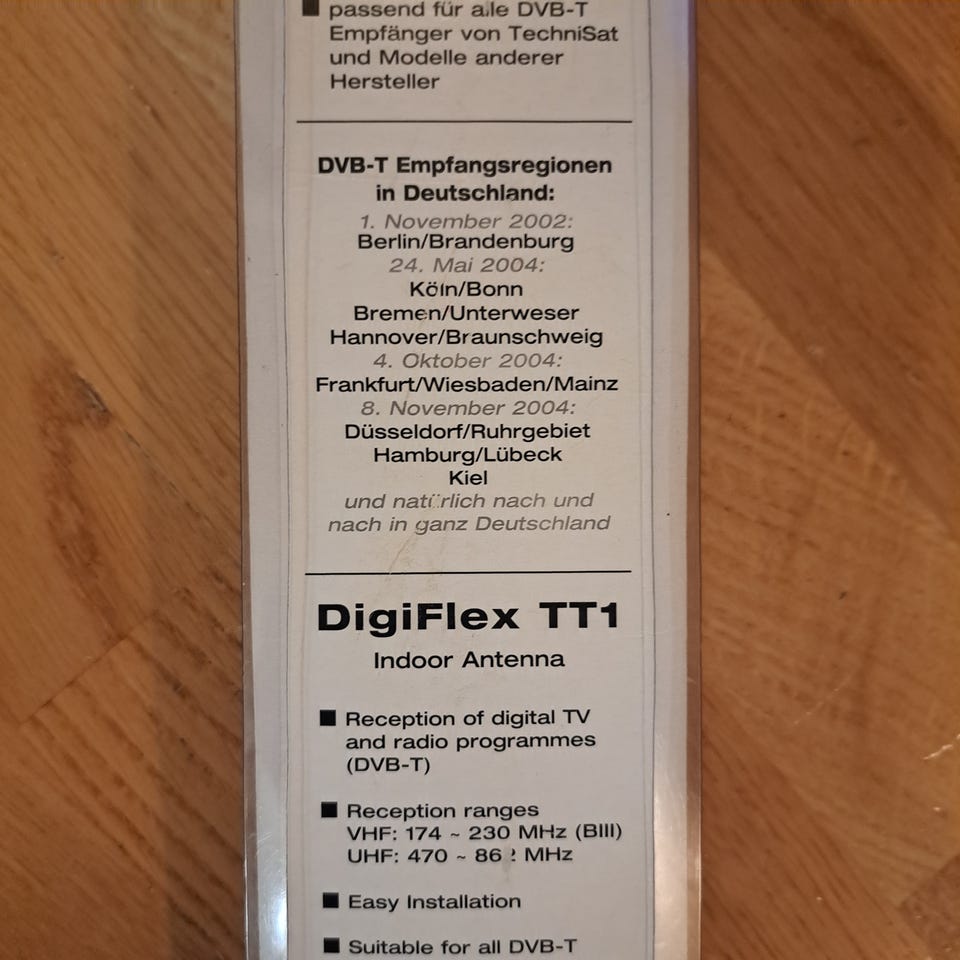 passend für alle DVB-T
Empfänger von TechniSat
und Modelle anderer
Hersteller
DVB-T Empfangsregionen
in Deutschland:
1. November 2002:
Berlin/Brandenburg
24. Mai 2004:
Köln/Bonn
Bremen/Unterweser
Hannover/Braunschweig
4. Oktober 2004:
Frankfurt/Wiesbaden/Mainz
8. November 2004:
Düsseldorf/Ruhrgebiet
Hamburg/Lübeck
Kiel
und natürlich nach und
nach in ganz Deutschland
DigiFlex TT1
Indoor Antenna
■ Reception of digital TV
and radio programmes
(DVB-T)
■ Reception ranges
VHF: 174 ~ 230 MHz (BIII)
UHF: 470 ~ 862 MHz
■ Easy Installation
■ Suitable for all DVB-T